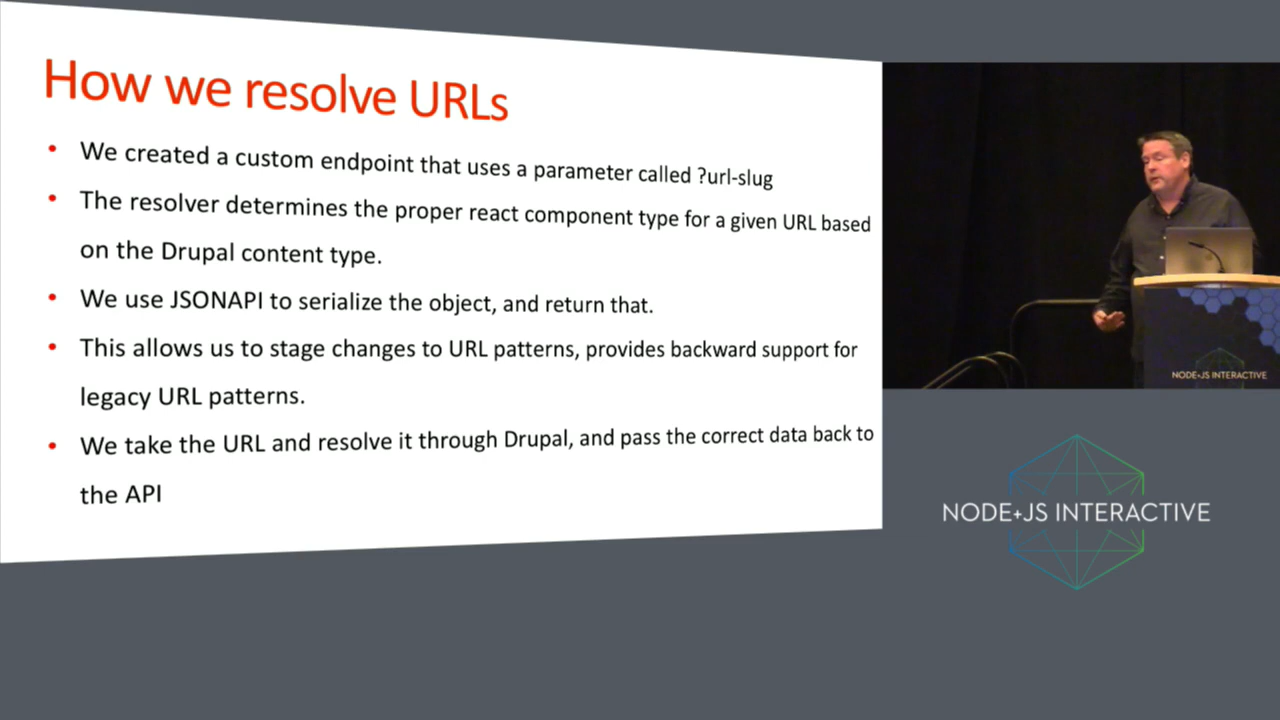 How we resolve URLs
• We created a custom endpoint that uses a parameter called ?url-slug
• The resolver determines the proper react component type for a given URL based
on the Drupal content type.
• We use JSONAPI to serialize the object, and return that.
• This allows us to stage changes to URL patterns, provides backward support for
legacy URL patterns.
• We take the URL and resolve it through Drupal, and pass the correct data back to
the API
NODE+JS INTERACTIVE
NODE+JS INTERACTIVE